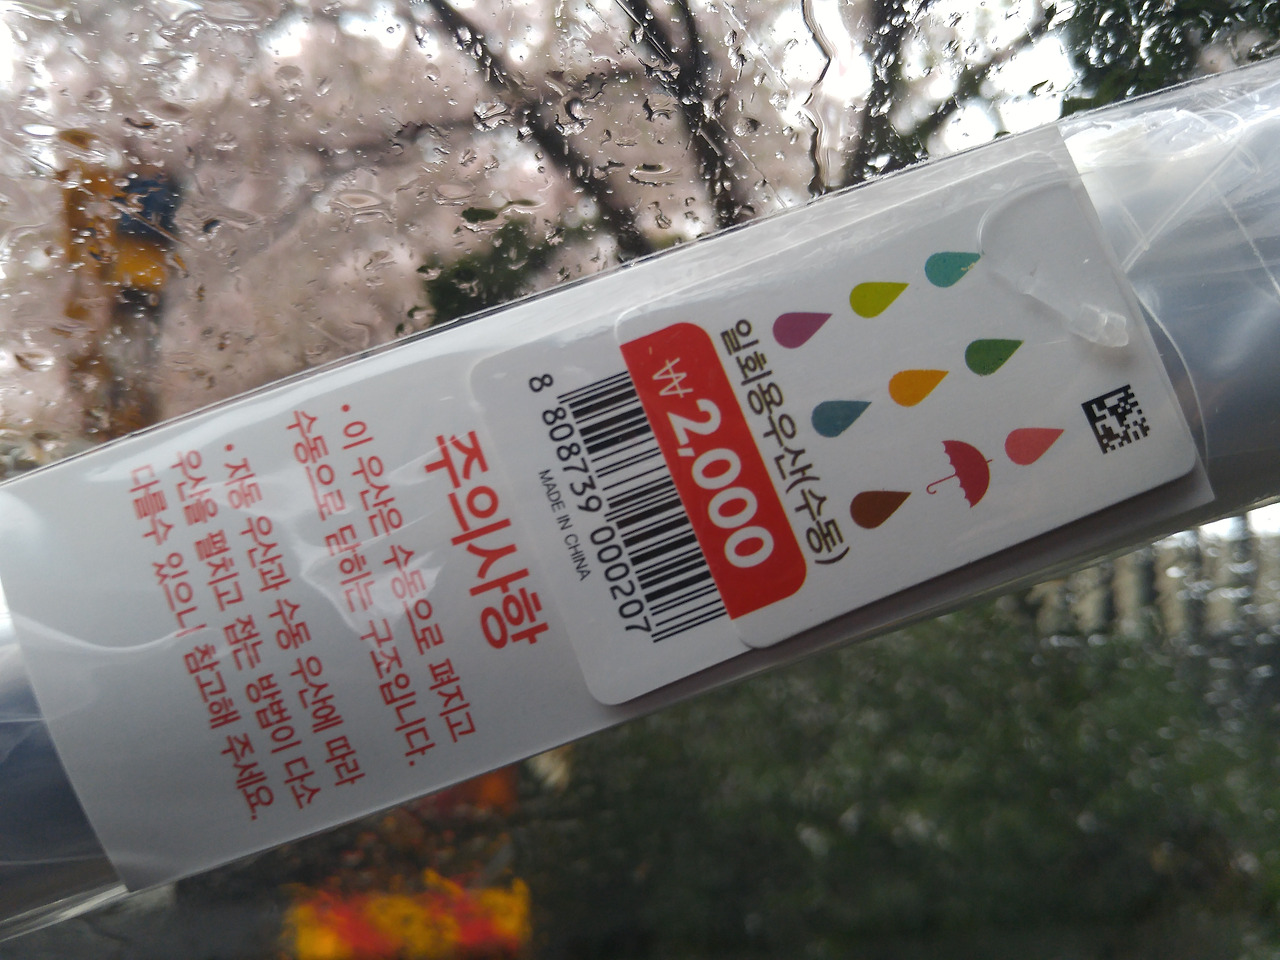 일회용우산(수동)
₩2,000
8 808739 000207
MADE IN CHINA
주의사항
• 이 우산은 수동으로 펴지고
수동으로 닫히는 구조입니다.
• 자동 우산과 수동 우산에 따라
우산을 펼치고 접는 방법이 다소
다를수 있으니 참고해 주세요.